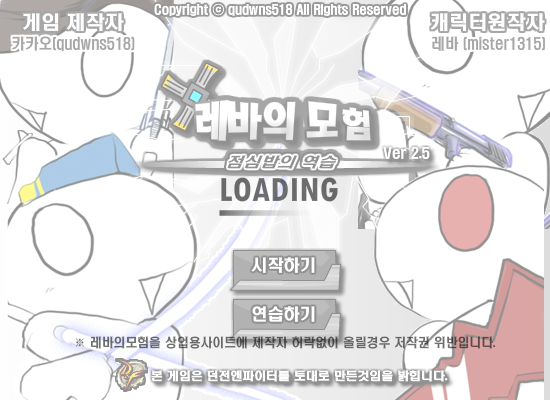 Copyright © qudwns518 All Rights Reserved
게임 제작자
카카오(qudwns518)
캐릭터원작자
레바 (mister1315)
레바의 모험
점심밥의 역습
Ver 2.5
LOADING
시작하기
연습하기
※ 레바의모험을 상업용사이트에 제작자 허락없이 올릴경우 저작권 위반입니다.
본 게임은 던전앤파이터를 토대로 만든것임을 밝힙니다.